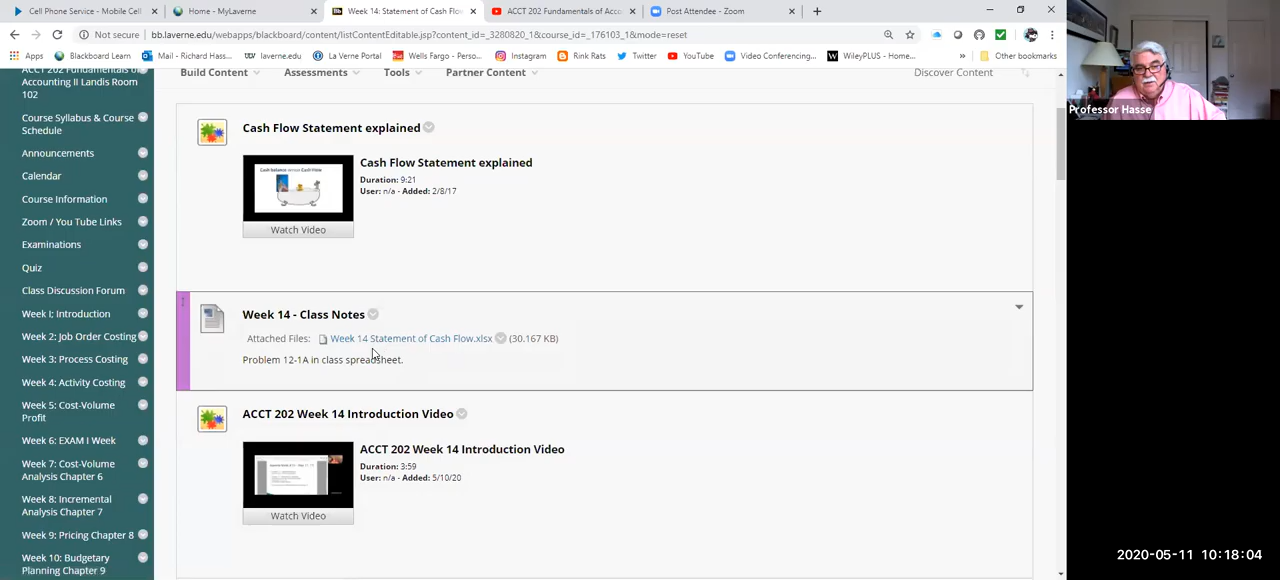 Cell Phone Service - Mobile Cell
Home - MyLaverne
Week 14: Statement of Cash Flo
ACCT 202 Fundamentals of Acco
Post Attendee - Zoom
Not secure
bb.laverne.edu/webapps/blackboard/content/listContentEditable.jsp?content_id=_3280820_1&course_id=_176103_1&mode=reset
Apps
Blackboard Learn
Mail - Richard Hass...
laverne.edu
La Verne Portal
Wells Fargo - Prome...
Instagram
Rink Rats
Twitter
YouTube
Video Conferencing...
WileyPLUS - Home...
»
Other bookmarks
ACCT 202 Fundamentals of
Accounting II Landis Room
102
Course Syllabus & Course
Schedule
Announcements
Calendar
Course Information
Zoom / You Tube Links
Examinations
Quiz
Class Discussion Forum
Week I; Introduction
Week 2: Job Order Costing
Week 3: Process Costing
Week 4: Activity Costing
Week 5: Cost-Volume
Profit
Week 6: EXAM I Week
Week 7: Cost-Volume
Analysis Chapter 6
Week 8: Incremental
Analysis Chapter 7
Week 9: Pricing Chapter 8
Week 10: Budgetary
Planning Chapter 9
Build Content
Assessments
Tools
Partner Content
Discover Content
Cash Flow Statement explained
Cash Flow Statement explained
Duration: 9:21
User: n/a - Added: 2/8/17
Cash balance versus Cash Flow
Watch Video
Week 14 - Class Notes
Attached Files: Week 14 Statement of Cash Flow.xlsx (30.167 KB)
Problem 12-1A in class spreadsheet.
ACCT 202 Week 14 Introduction Video
ACCT 202 Week 14 Introduction Video
Duration: 3:59
User: n/a - Added: 5/10/20
Watch Video
Professor Hasse
2020-05-11 10:18:04